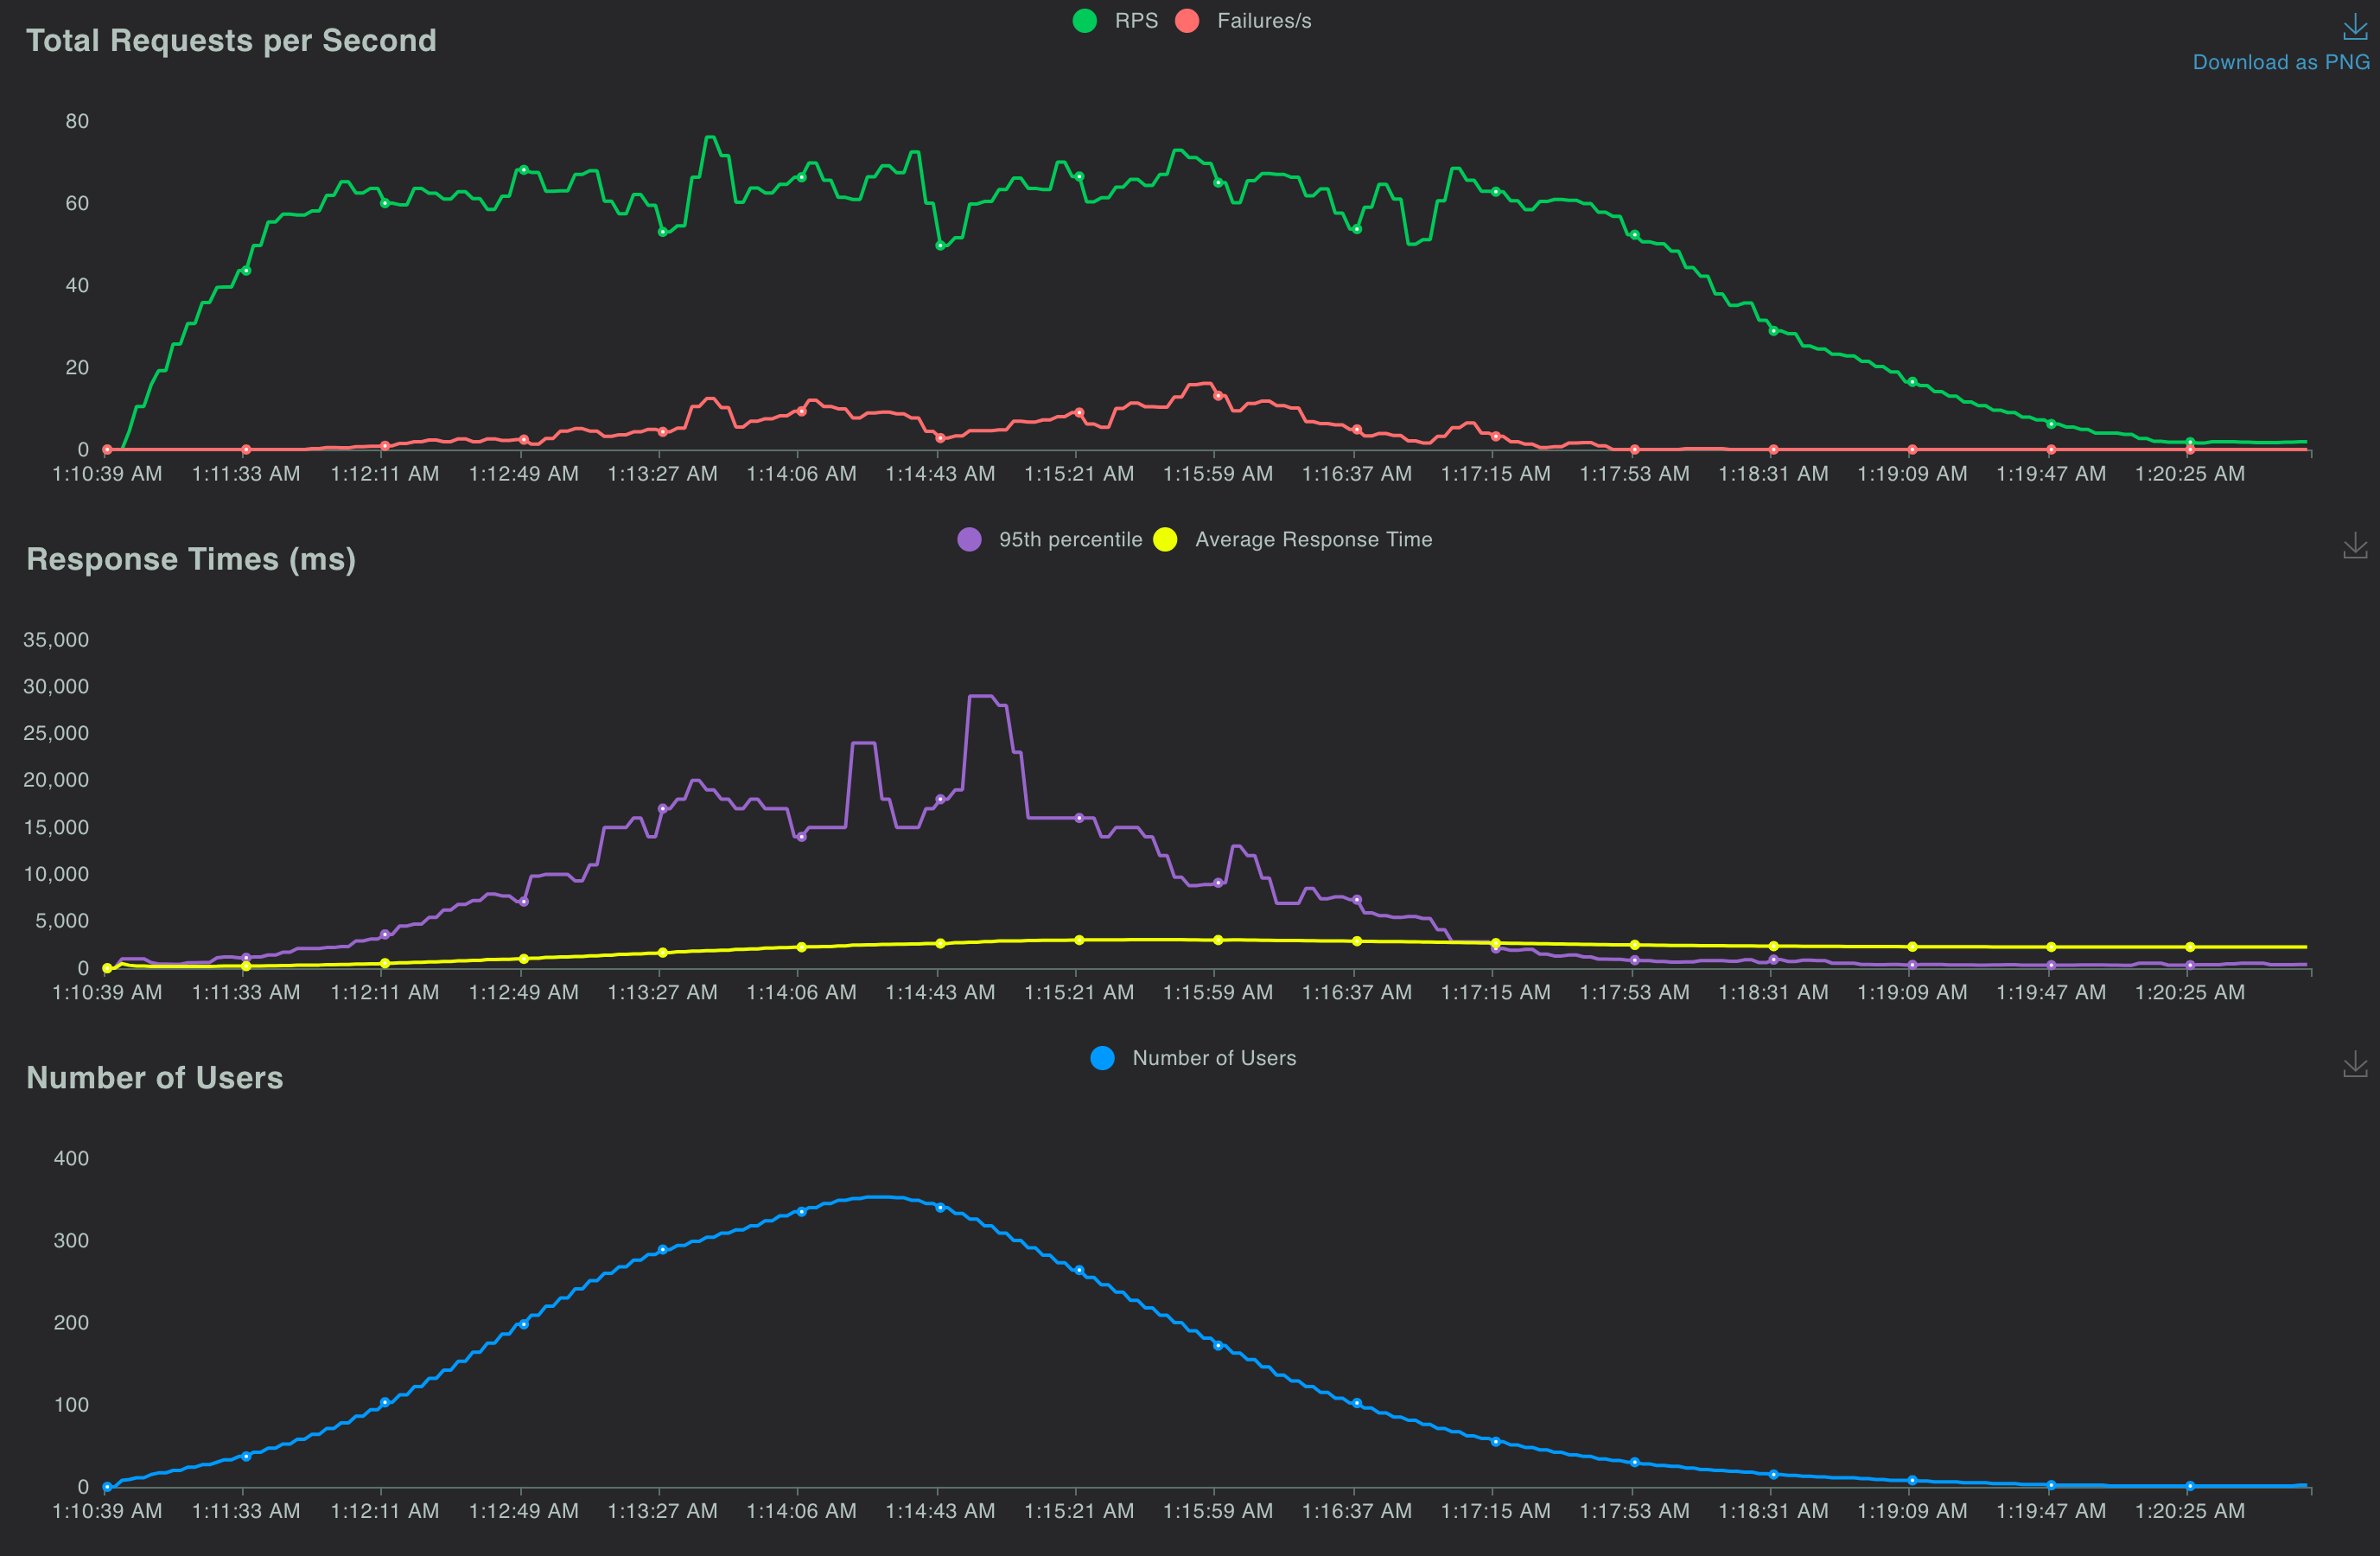 RPS Failures/s
Total Requests per Second
Download as PNG
80
60
40
20
0
1:10:39 AM 1:11:33 AM 1:12:11 AM 1:12:49 AM 1:13:27 AM 1:14:06 AM 1:14:43 AM 1:15:21 AM 1:15:59 AM 1:16:37 AM 1:17:15 AM 1:17:53 AM 1:18:31 AM 1:19:09 AM 1:19:47 AM 1:20:25 AM
95th percentile Average Response Time
Response Times (ms)
35,000
30,000
25,000
20,000
15,000
10,000
5,000
0
1:10:39 AM 1:11:33 AM 1:12:11 AM 1:12:49 AM 1:13:27 AM 1:14:06 AM 1:14:43 AM 1:15:21 AM 1:15:59 AM 1:16:37 AM 1:17:15 AM 1:17:53 AM 1:18:31 AM 1:19:09 AM 1:19:47 AM 1:20:25 AM
Number of Users
Number of Users
400
300
200
100
0
1:10:39 AM 1:11:33 AM 1:12:11 AM 1:12:49 AM 1:13:27 AM 1:14:06 AM 1:14:43 AM 1:15:21 AM 1:15:59 AM 1:16:37 AM 1:17:15 AM 1:17:53 AM 1:18:31 AM 1:19:09 AM 1:19:47 AM 1:20:25 AM